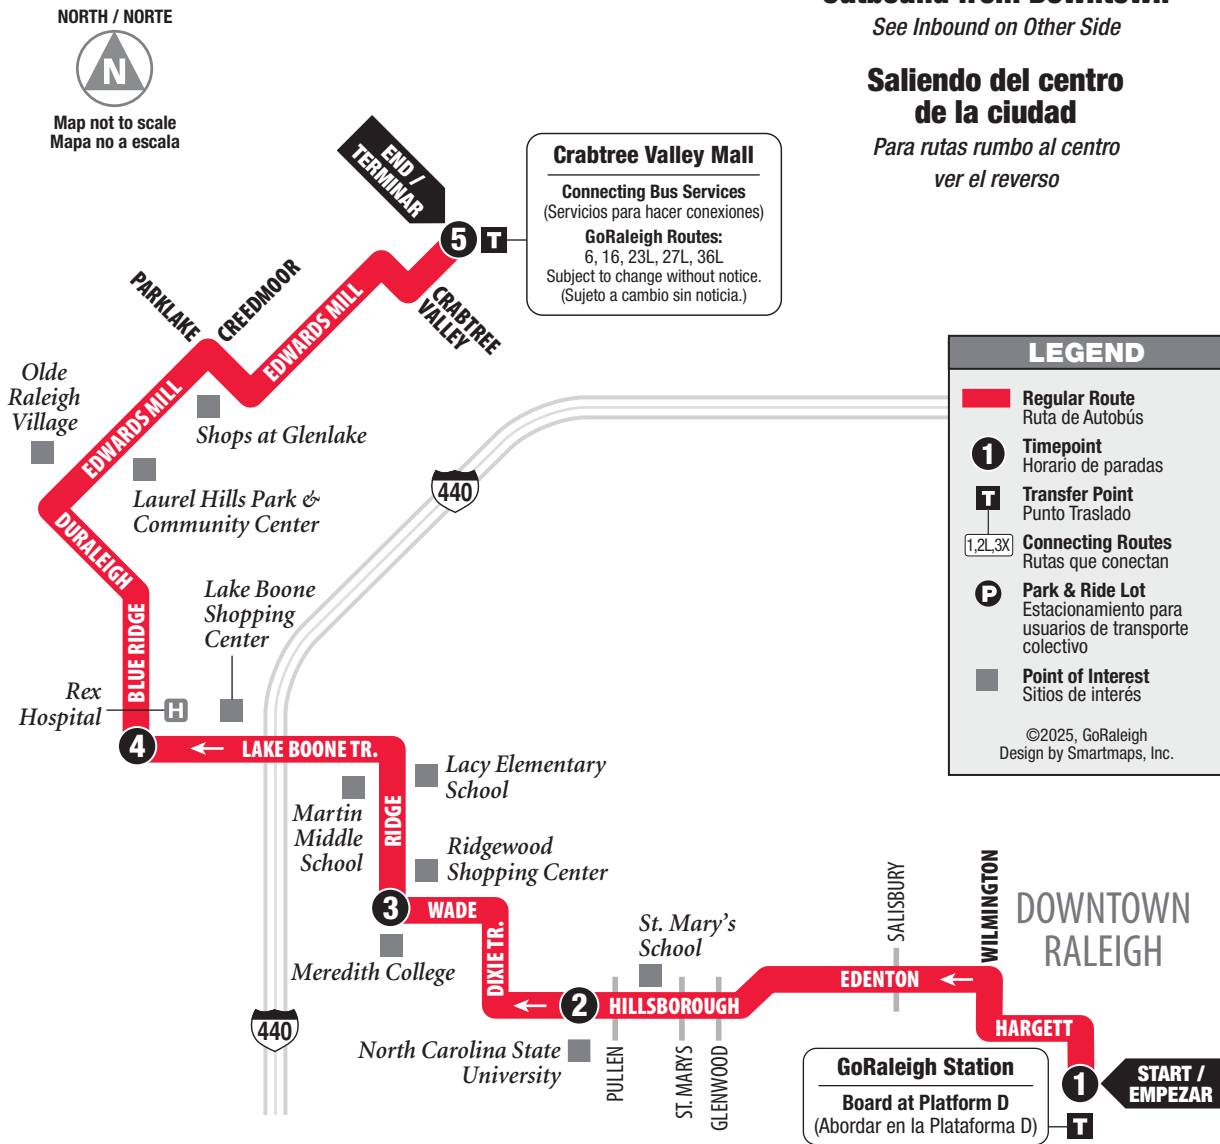 Outbound from Downtown
See Inbound on Other Side
Saliendo del centro
de la ciudad
Para rutas rumbo al centro
ver el reverso
NORTH / NORTE
N
Map not to scale
Mapa no a escala
END /
TERMINAR
5
T
Crabtree Valley Mall
Connecting Bus Services
(Servicios para hacer conexiones)
GoRaleigh Routes:
6, 16, 23L, 27L, 36L
Subject to change without notice.
(Sujeto a cambio sin noticia.)
PARKLAKE
CREEDMOOR
EDWARDS MILL
CRABTREE
VALLEY
Olde
Raleigh
Village
EDWARDS MILL
Shops at Glenlake
Laurel Hills Park &
Community Center
440
DURALEIGH
Lake Boone
Shopping
Center
BLUE RIDGE
Rex
Hospital
H
4
LAKE BOONE TR.
Lacy Elementary
School
Martin
Middle
School
RIDGE
Ridgewood
Shopping Center
3
WADE
Meredith College
DIXIE TR.
St. Mary's
School
2
HILLSBOROUGH
North Carolina State
University
440
PULLEN
ST. MARY'S
GLENWOOD
EDENTON
SALISBURY
WILMINGTON
DOWNTOWN
RALEIGH
HARGETT
GoRaleigh Station
Board at Platform D
(Abordar en la Plataforma D)
1
T
START /
EMPEZAR
LEGEND
Regular Route
Ruta de Autobús
1
Timepoint
Horario de paradas
T
Transfer Point
Punto Traslado
1,2L,3X
Connecting Routes
Rutas que conectan
P
Park & Ride Lot
Estacionamiento para
usuarios de transporte
colectivo
Point of Interest
Sitios de interés
©2025, GoRaleigh
Design by Smartmaps, Inc.